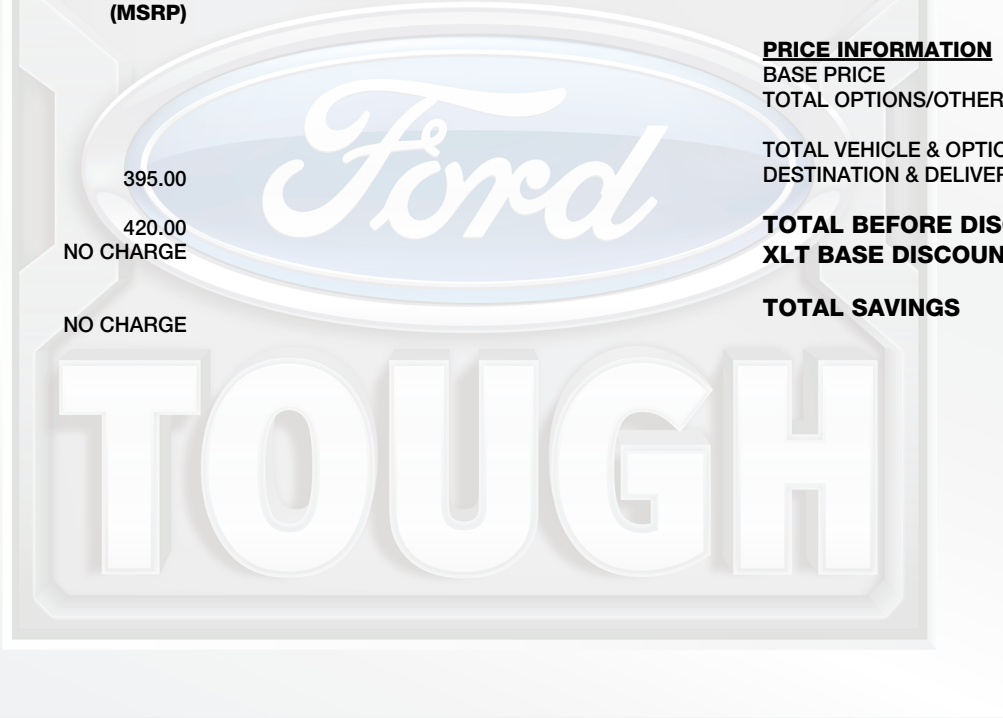 (MSRP)
395.00
420.00
NO CHARGE
NO CHARGE
PRICE INFORMATION
BASE PRICE
TOTAL OPTIONS/OTHER
TOTAL VEHICLE & OPTIO
DESTINATION & DELIVER
TOTAL BEFORE DIS
XLT BASE DISCOUN
TOTAL SAVINGS
Ford
TOUGH